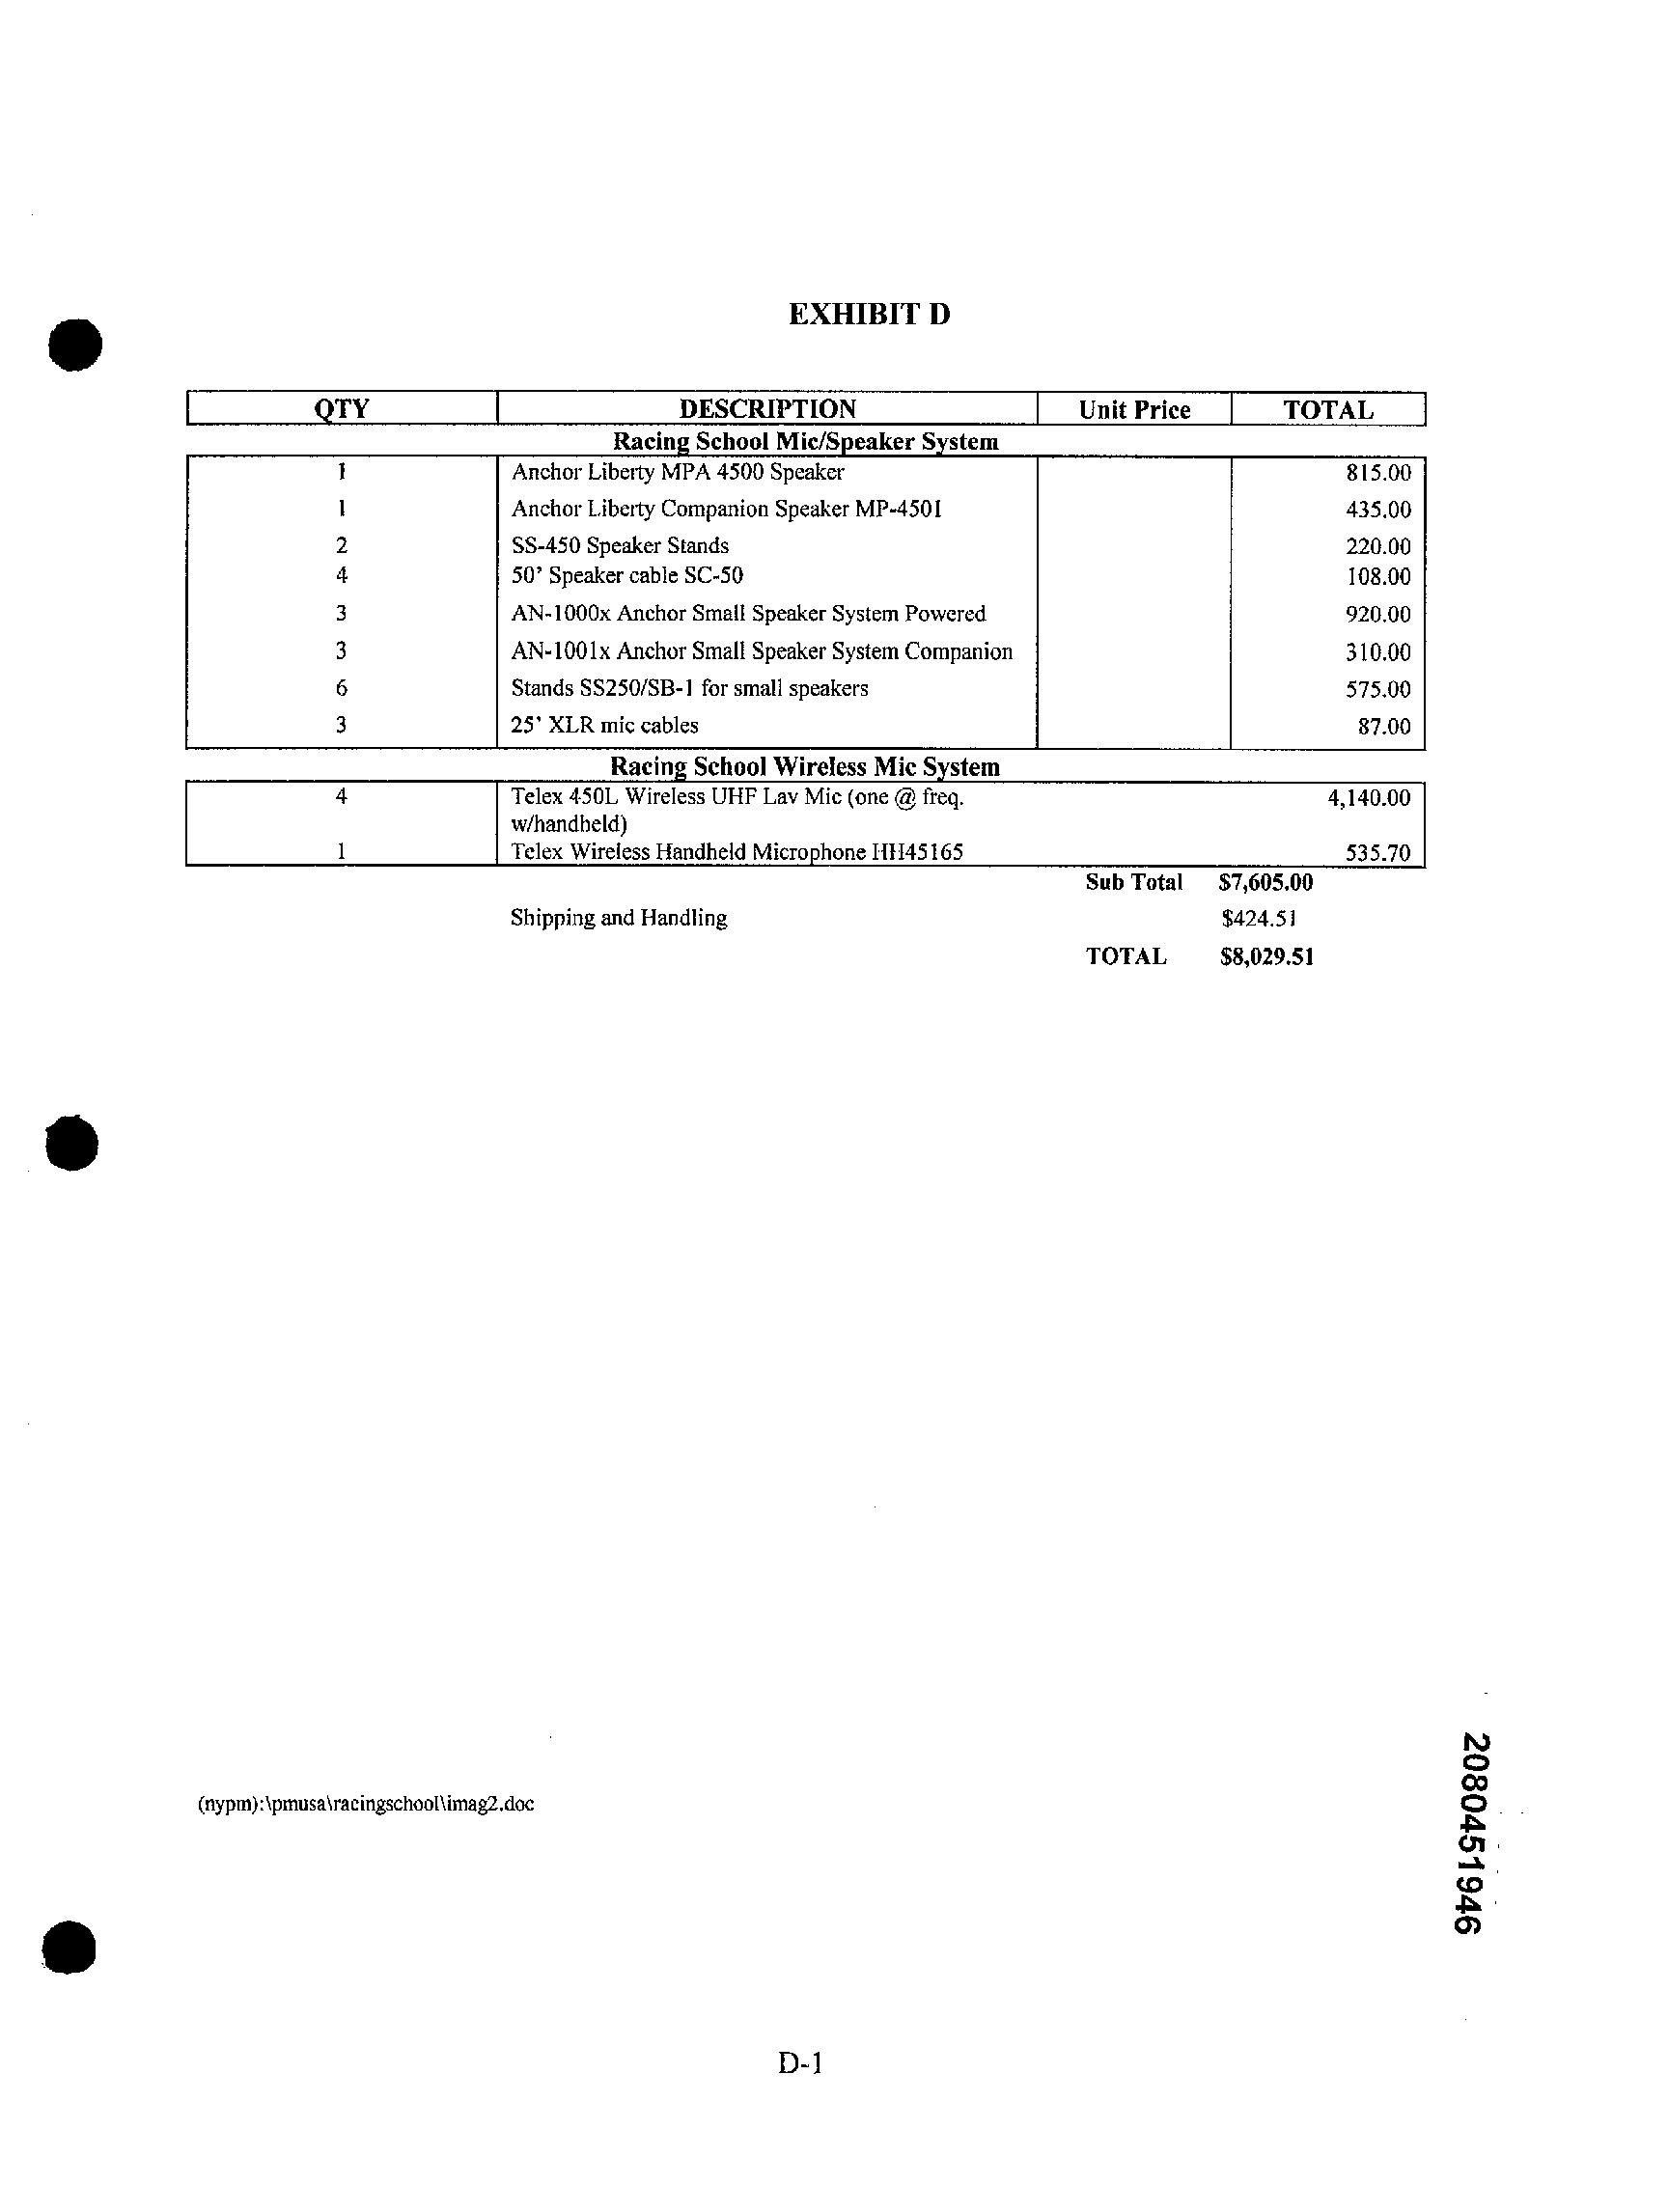 EXHIBIT D
QTY DESCRIPTION Unit Price TOTAL
Racing School Mic/Speaker System
1 Anchor Liberty MPA 4500 Speaker 815.00
1 Anchor Liberty Companion Speaker MP-4501 435.00
2 SS-450 Speaker Stands 220.00
4 50' Speaker cable SC-50 108.00
3 AN-1000x Anchor Small Speaker System Powered 920.00
3 AN-1001x Anchor Small Speaker System Companion 310.00
6 Stands SS250/SB-1 for small speakers 575.00
3 25' XLR mic cables 87.00
Racing School Wireless Mic System
4 Telex 450L Wireless UHF Lav Mic (one @ freq. 4,140.00
w/handheld)
1 Telex Wireless Handheld Microphone HH45165 535.70
Sub Total $7,605.00
Shipping and Handling $424.51
TOTAL $8,029.51
(nypm):\pmusa\racingschool\imag2.doc
2080451946
D-1